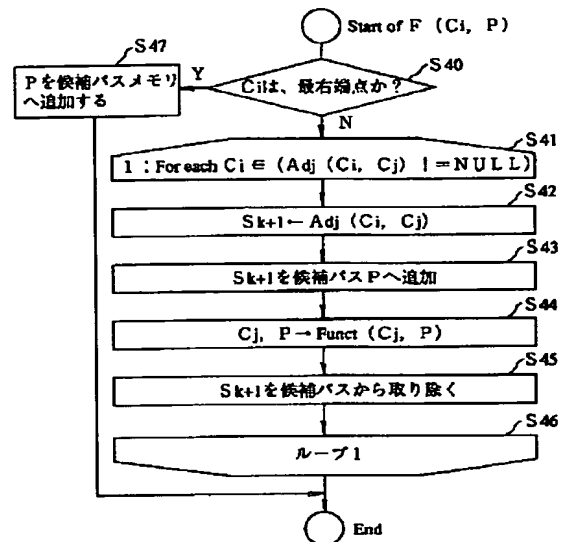 Start of F (Ci, P)
S47
S40
Pを候補パスメモリ
へ追加する
Y
Ciは、最右端点か?
N
S41
1:For each Ci ∈ (Adj (Ci, Cj) !=NULL)
S42
Sk+1←Adj (Ci, Cj)
S43
Sk+1を候補パスPへ追加
S44
Cj, P→Funct (Cj, P)
S45
Sk+1を候補パスから取り除く
S46
ループ1
End